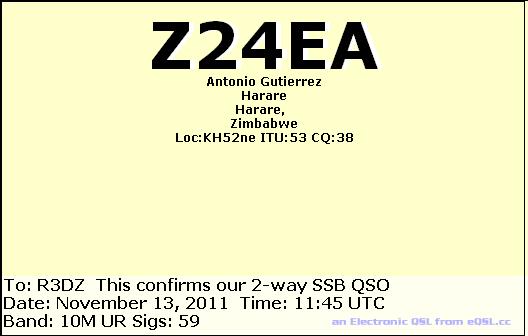 Z24EA
Antonio Gutierrez
Harare
Harare,
Zimbabwe
Loc:KH52ne ITU:53 CQ:38
To: R3DZ This confirms our 2-way SSB QSO
Date: November 13, 2011 Time: 11:45 UTC
Band: 10M UR Sigs: 59
an Electronic QSL from eQSL.cc